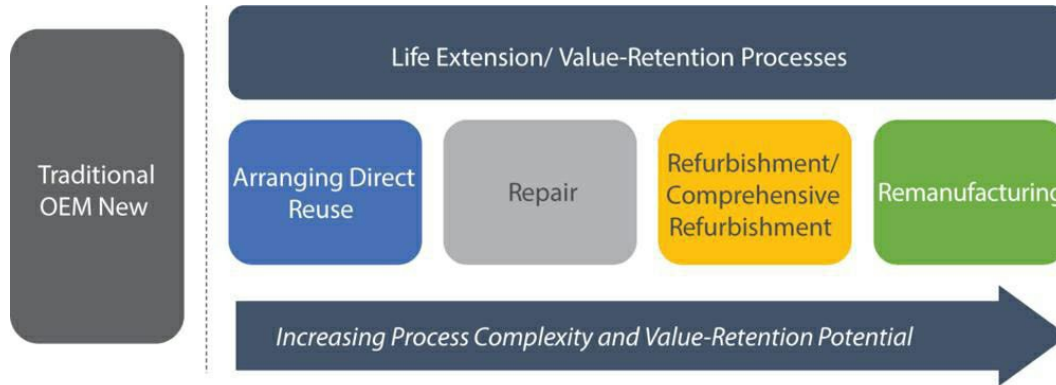 Life Extension/ Value-Retention Processes
Traditional
OEM New
Arranging Direct
Reuse
Repair
Refurbishment/
Comprehensive
Refurbishment
Remanufacturing
Increasing Process Complexity and Value-Retention Potential